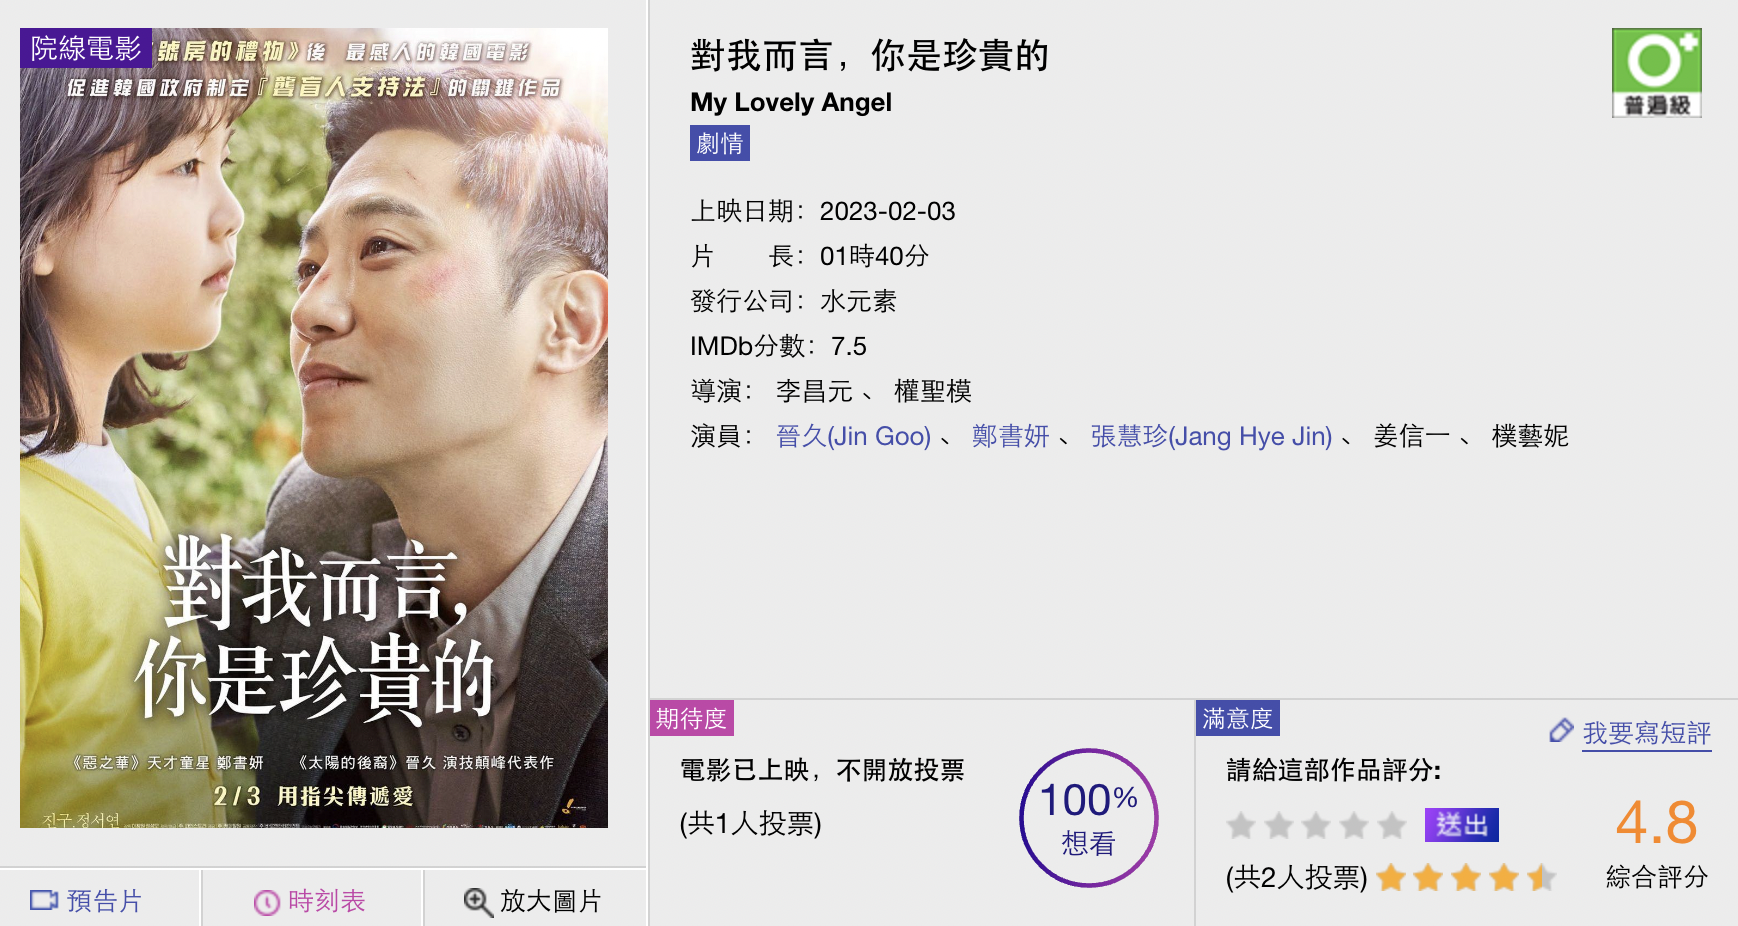 院線電影
號房的禮物》後 最感人的韓國電影
促進韓國政府制定『聾盲人支持法』的關鍵作品
對我而言,
你是珍貴的
《惡之華》天才童星 鄭書妍 《太陽的後裔》晉久 演技顛峰代表作
2/3 用指尖傳遞愛
진구 정서연
預告片
時刻表
放大圖片
對我而言，你是珍貴的
My Lovely Angel
劇情
普遍級
上映日期：2023-02-03
片 長：01時40分
發行公司：水元素
IMDb分數：7.5
導演： 李昌元 、 權聖模
演員： 晉久(Jin Goo) 、 鄭書妍 、 張慧珍(Jang Hye Jin) 、 姜信一 、 樸藝妮
期待度
電影已上映，不開放投票
(共1人投票)
100%
想看
滿意度
我要寫短評
請給這部作品評分:
送出
(共2人投票)
4.8
綜合評分